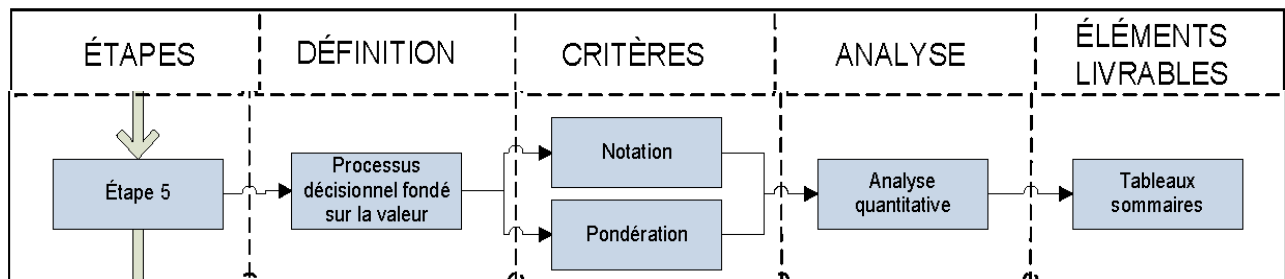 ÉTAPES
DÉFINITION
CRITÈRES
ANALYSE
ÉLÉMENTS
LIVRABLES
Étape 5
Processus
décisionnel fondé
sur la valeur
Notation
Pondération
Analyse
quantitative
Tableaux
sommaires